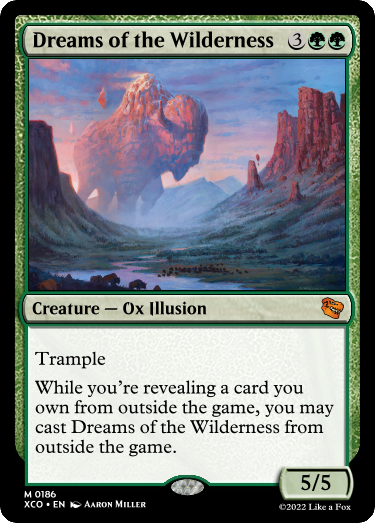 Dreams of the Wilderness 3
Creature — Ox Illusion
Trample
While you're revealing a card you
own from outside the game, you may
cast Dreams of the Wilderness from
outside the game.
5/5
M 0186
XCO • EN Aaron Miller
©2022 Like a Fox